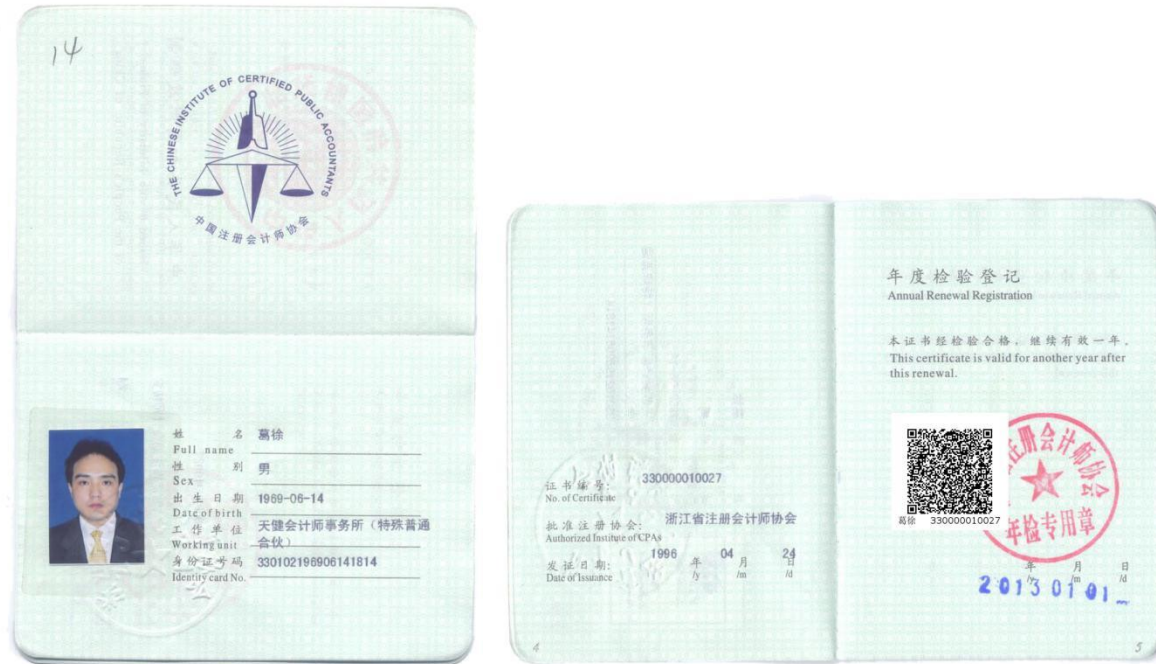 14
THE CHINESE INSTITUTE OF CERTIFIED PUBLIC ACCOUNTANTS
中国注册会计师协会
姓 名 葛徐
Full name
性 别 男
Sex
出生日期 1969-06-14
Date of birth
工作单位 天健会计师事务所（特殊普通
Working unit 合伙）
身份证号码 330102196906141814
Identity card No.
证书编号: 330000010027
No. of Certificate
批准注册协会: 浙江省注册会计师协会
Authorized Institute of CPAs
发证日期: 1996 年 04 月 24 日
Date of Issuance /y /m /d
4
年度检验登记
Annual Renewal Registration
本证书经检验合格，继续有效一年。
This certificate is valid for another year after
this renewal.
注册会计师协会
年检专用章
葛徐 330000010027
年 月 日
/y /m /d
2013 01 01
5